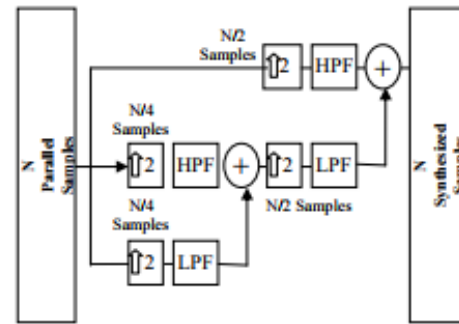 N/2
Samples
2
HPF
+
N
Parallel
Samples
N/4
Samples
2
HPF
+
2
LPF
N/2 Samples
N/4
Samples
2
LPF
N
Synthesized
Samples